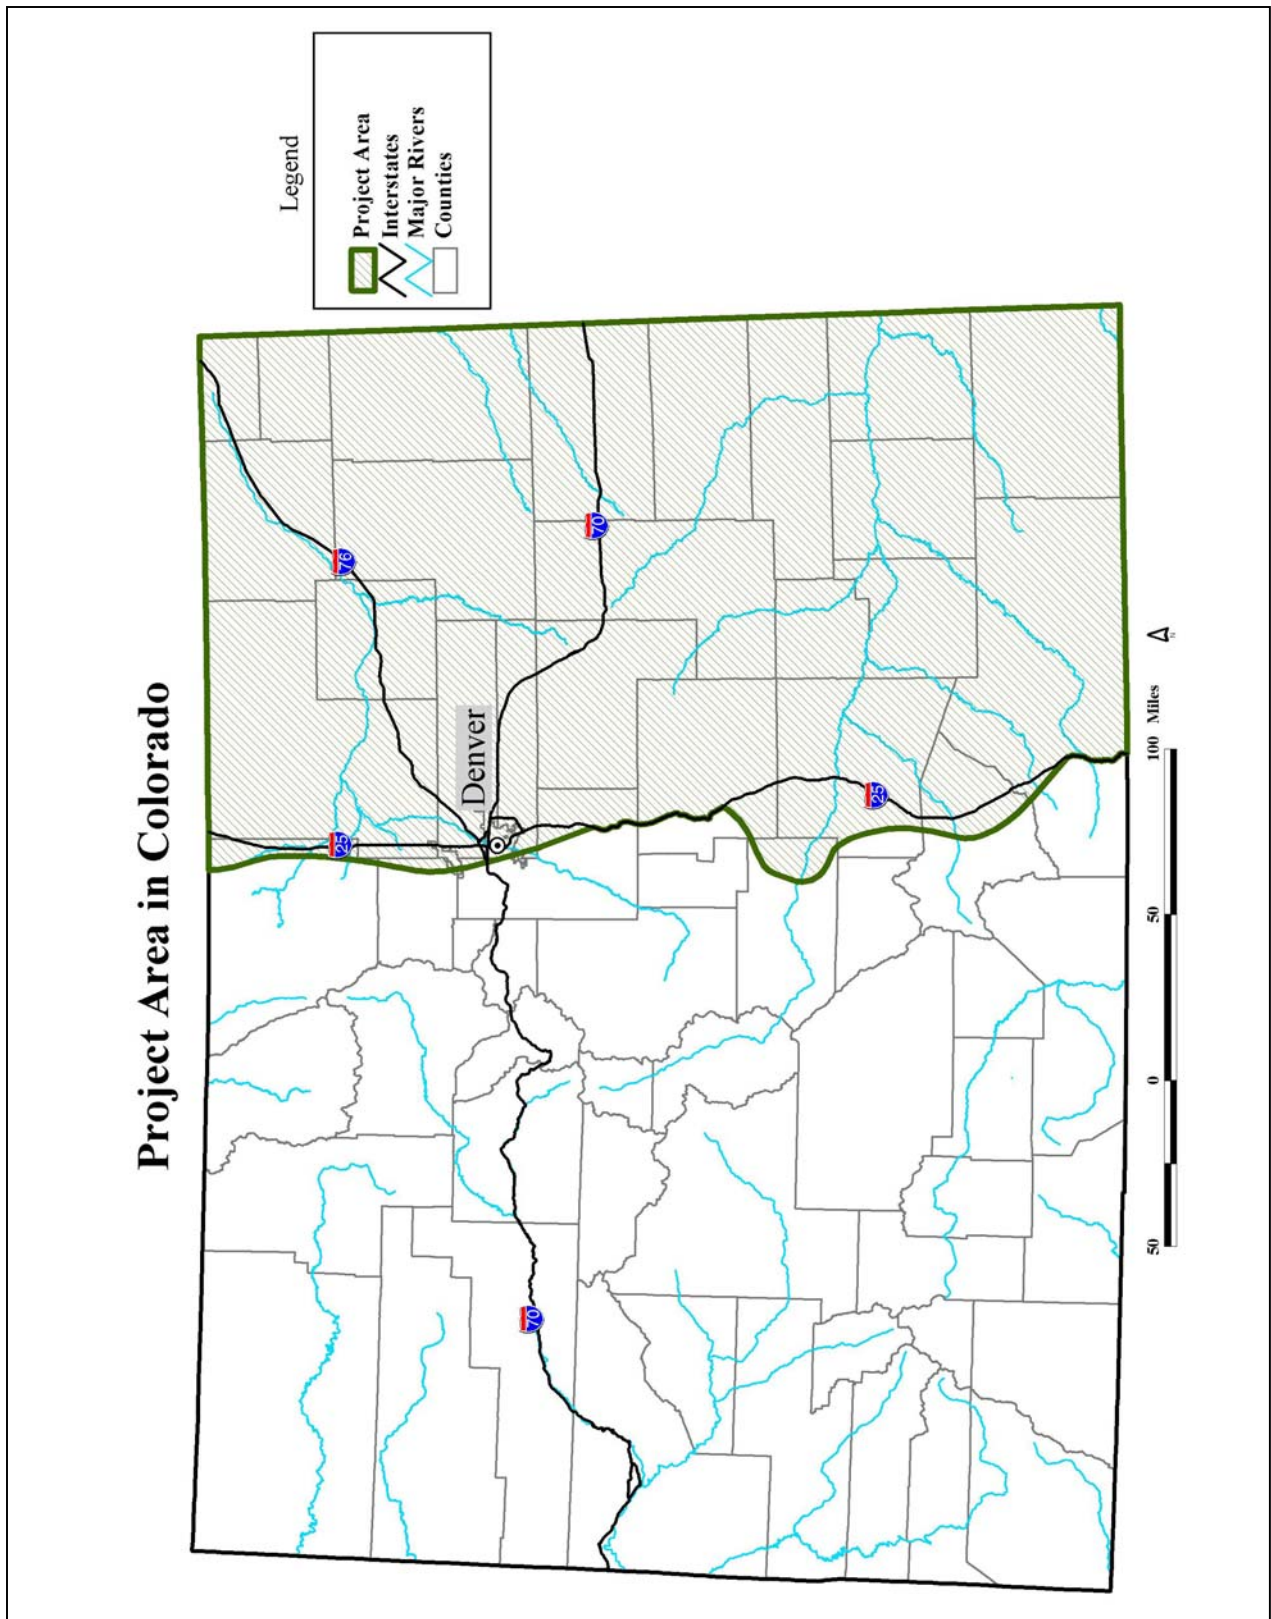 Project Area in Colorado
Legend
Project Area
Interstates
Major Rivers
Counties
76
25
70
Denver
70
25
50
0
50
100 Miles
N